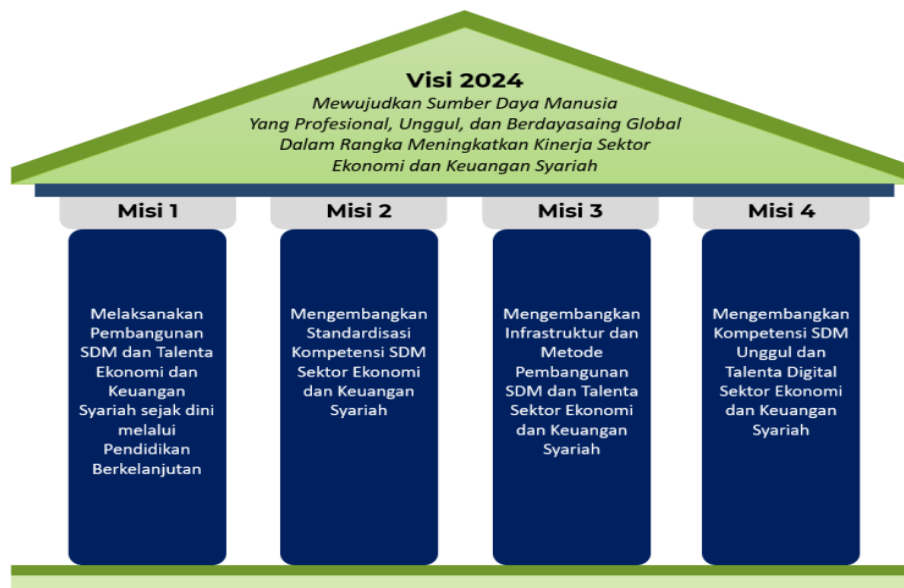 Visi 2024
Mewujudkan Sumber Daya Manusia
Yang Profesional, Unggul, dan Berdayasaing Global
Dalam Rangka Meningkatkan Kinerja Sektor
Ekonomi dan Keuangan Syariah
Misi 1
Melaksanakan
Pembangunan
SDM dan Talenta
Ekonomi dan
Keuangan
Syariah sejak dini
melalui
Pendidikan
Berkelanjutan
Misi 2
Mengembangkan
Standardisasi
Kompetensi SDM
Sektor Ekonomi
dan Keuangan
Syariah
Misi 3
Mengembangkan
Infrastruktur dan
Metode
Pembangunan
SDM dan Talenta
Sektor Ekonomi
dan Keuangan
Syariah
Misi 4
Mengembangkan
Kompetensi SDM
Unggul dan
Talenta Digital
Sektor Ekonomi
dan Keuangan
Syariah